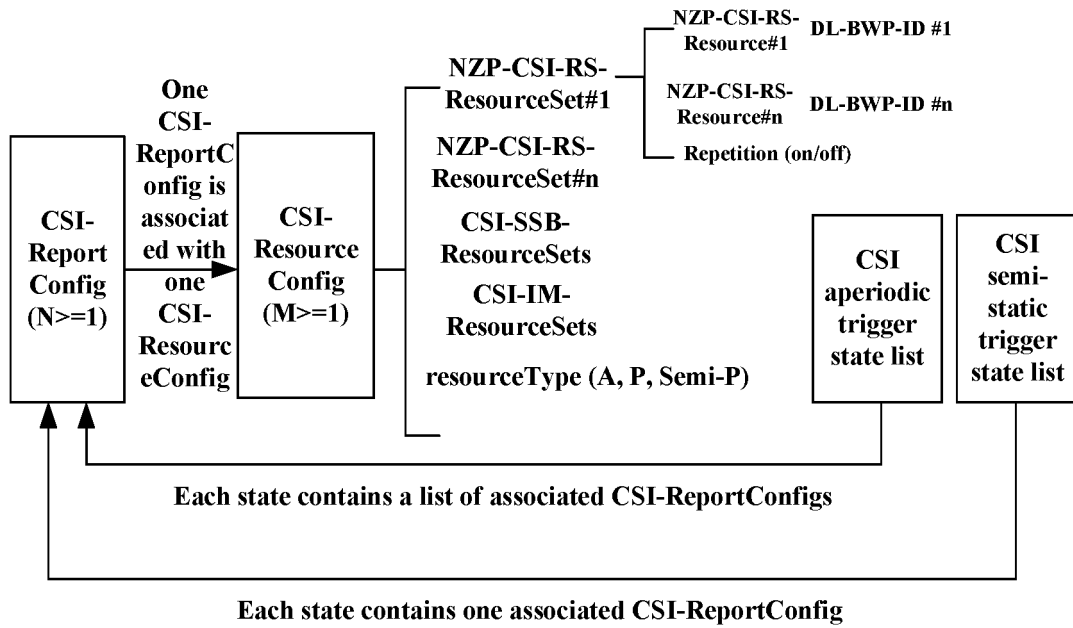 CSI-
Report
Config
(N>=1)
One
CSI-
ReportC
onfig is
associat
ed with
one
CSI-
Resourc
eConfig
CSI-
Resource
Config
(M>=1)
NZP-CSI-RS-
ResourceSet#1
NZP-CSI-RS-
ResourceSet#n
CSI-SSB-
ResourceSets
CSI-IM-
ResourceSets
resourceType (A, P, Semi-P)
NZP-CSI-RS-
Resource#1
DL-BWP-ID #1
NZP-CSI-RS-
Resource#n
DL-BWP-ID #n
Repetition (on/off)
CSI
aperiodic
trigger
state list
CSI
semi-
static
trigger
state list
Each state contains a list of associated CSI-ReportConfigs
Each state contains one associated CSI-ReportConfig